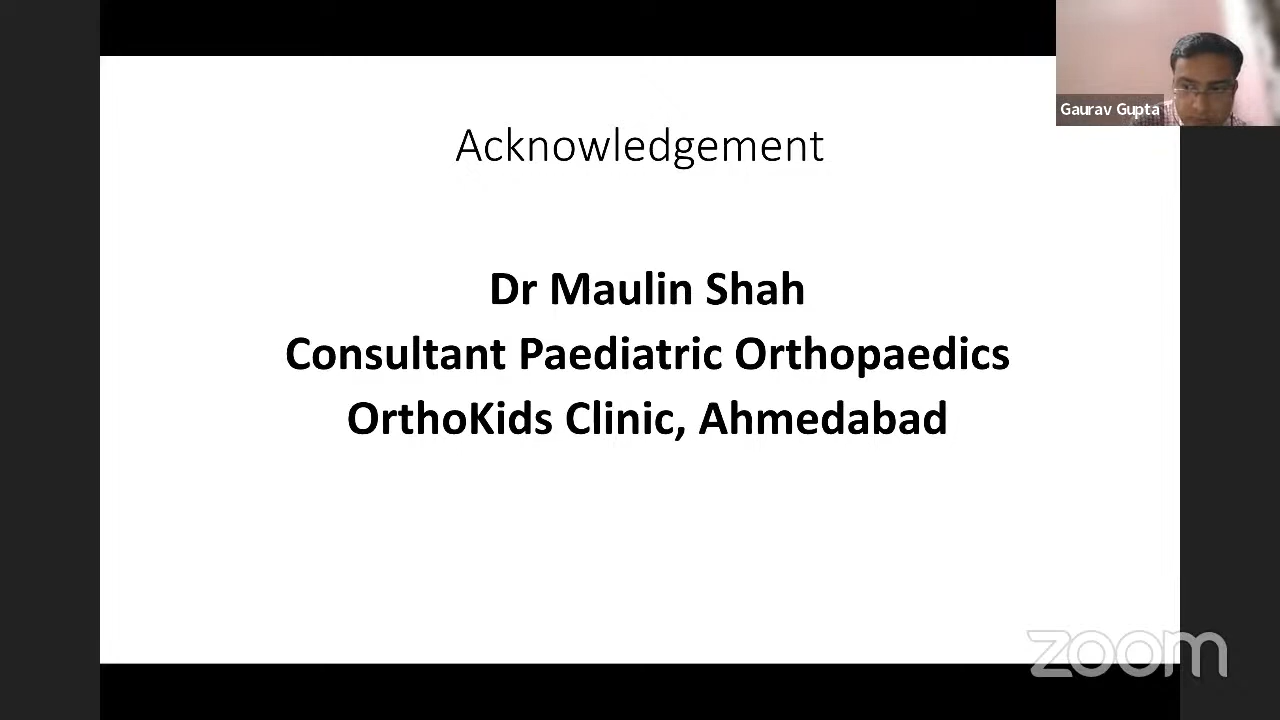 Gaurav Gupta
Acknowledgement
Dr Maulin Shah
Consultant Paediatric Orthopaedics
OrthoKids Clinic, Ahmedabad
zoom